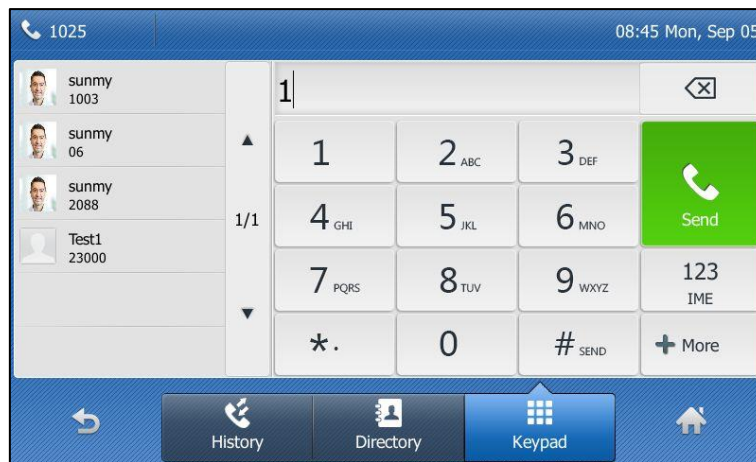 1025
08:45 Mon, Sep 05
sunmy
1003
sunmy
06
sunmy
2088
Test1
23000
1/1
1
1
2 ABC
3 DEF
Send
4 GHI
5 JKL
6 MNO
7 PQRS
8 TUV
9 WXYZ
123
IME
*.
0
# SEND
+ More
History
Directory
Keypad